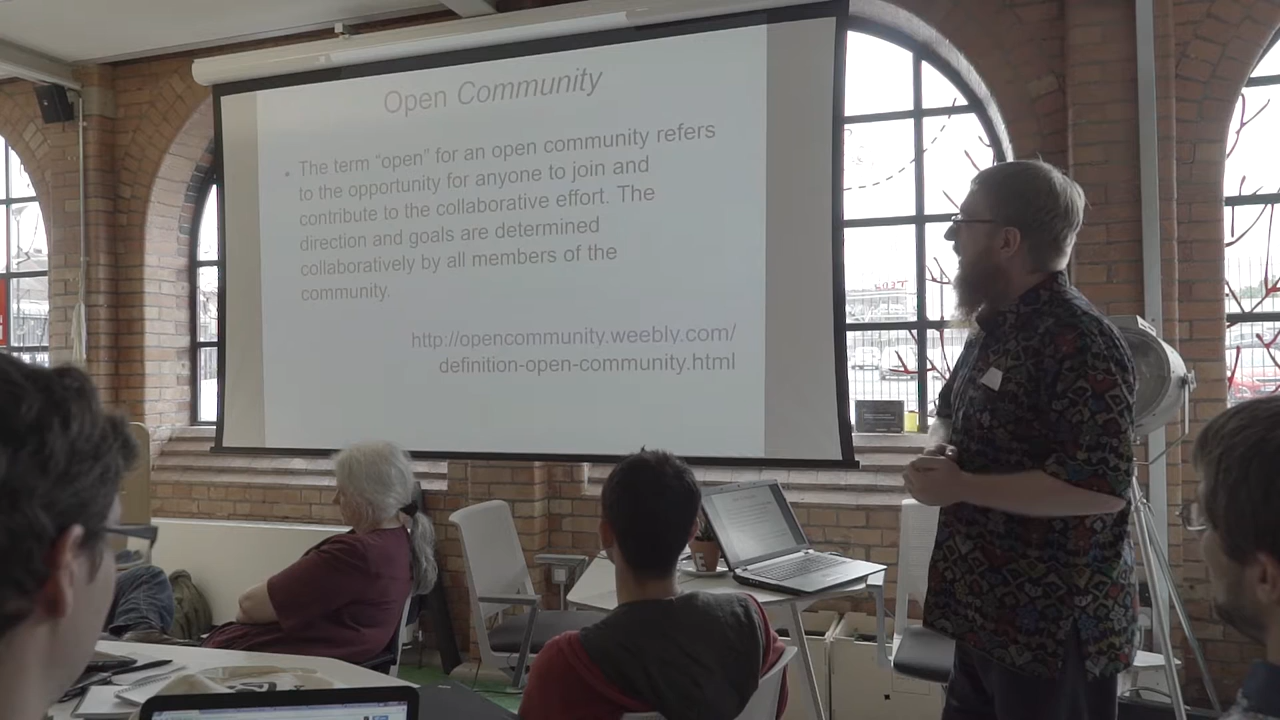 Open Community
• The term “open” for an open community refers
to the opportunity for anyone to join and
contribute to the collaborative effort. The
direction and goals are determined
collaboratively by all members of the
community.
http://opencommunity.weebly.com/
definition-open-community.html